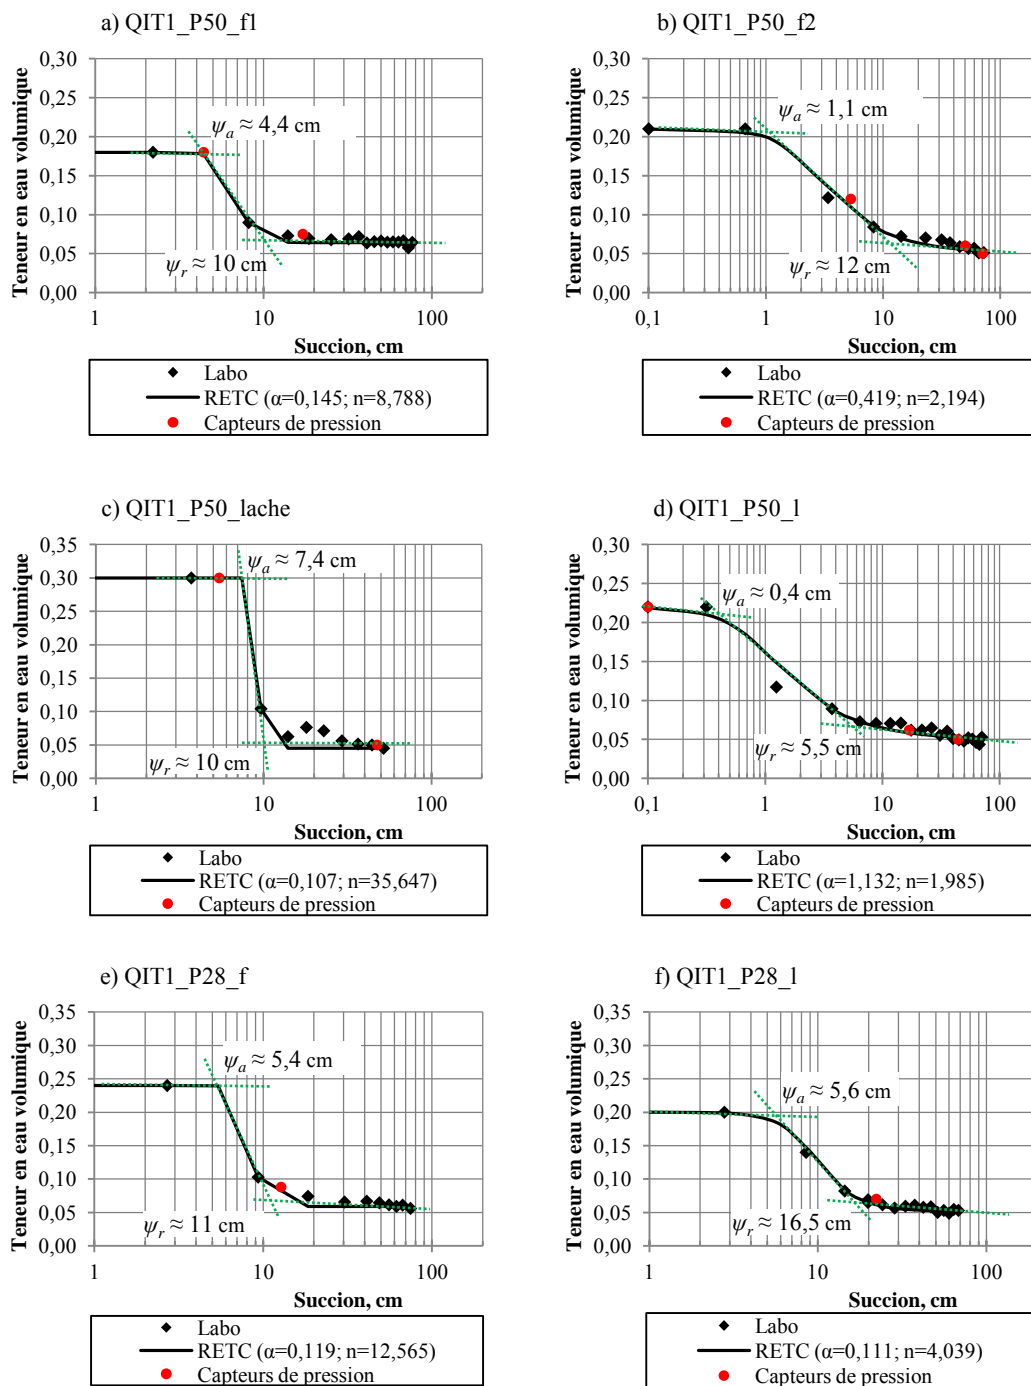 a) QIT1_P50_f1
Teneur en eau volumique
0,30
0,25
0,20
0,15
0,10
0,05
0,00
ψa ≈ 4,4 cm
ψr ≈ 10 cm
1
10
100
Succion, cm
Labo
RETC (α=0,145; n=8,788)
Capteurs de pression
b) QIT1_P50_f2
Teneur en eau volumique
0,30
0,25
0,20
0,15
0,10
0,05
0,00
ψa ≈ 1,1 cm
ψr ≈ 12 cm
0,1
1
10
100
Succion, cm
Labo
RETC (α=0,419; n=2,194)
Capteurs de pression
c) QIT1_P50_lache
Teneur en eau volumique
0,35
0,30
0,25
0,20
0,15
0,10
0,05
0,00
ψa ≈ 7,4 cm
ψr ≈ 10 cm
1
10
100
Succion, cm
Labo
RETC (α=0,107; n=35,647)
Capteurs de pression
d) QIT1_P50_l
Teneur en eau volumique
0,30
0,25
0,20
0,15
0,10
0,05
0,00
ψa ≈ 0,4 cm
ψr ≈ 5,5 cm
0,1
1
10
100
Succion, cm
Labo
RETC (α=1,132; n=1,985)
Capteurs de pression
e) QIT1_P28_f
Teneur en eau volumique
0,35
0,30
0,25
0,20
0,15
0,10
0,05
0,00
ψa ≈ 5,4 cm
ψr ≈ 11 cm
1
10
100
Succion, cm
Labo
RETC (α=0,119; n=12,565)
Capteurs de pression
f) QIT1_P28_l
Teneur en eau volumique
0,35
0,30
0,25
0,20
0,15
0,10
0,05
0,00
ψa ≈ 5,6 cm
ψr ≈ 16,5 cm
1
10
100
Succion, cm
Labo
RETC (α=0,111; n=4,039)
Capteurs de pression